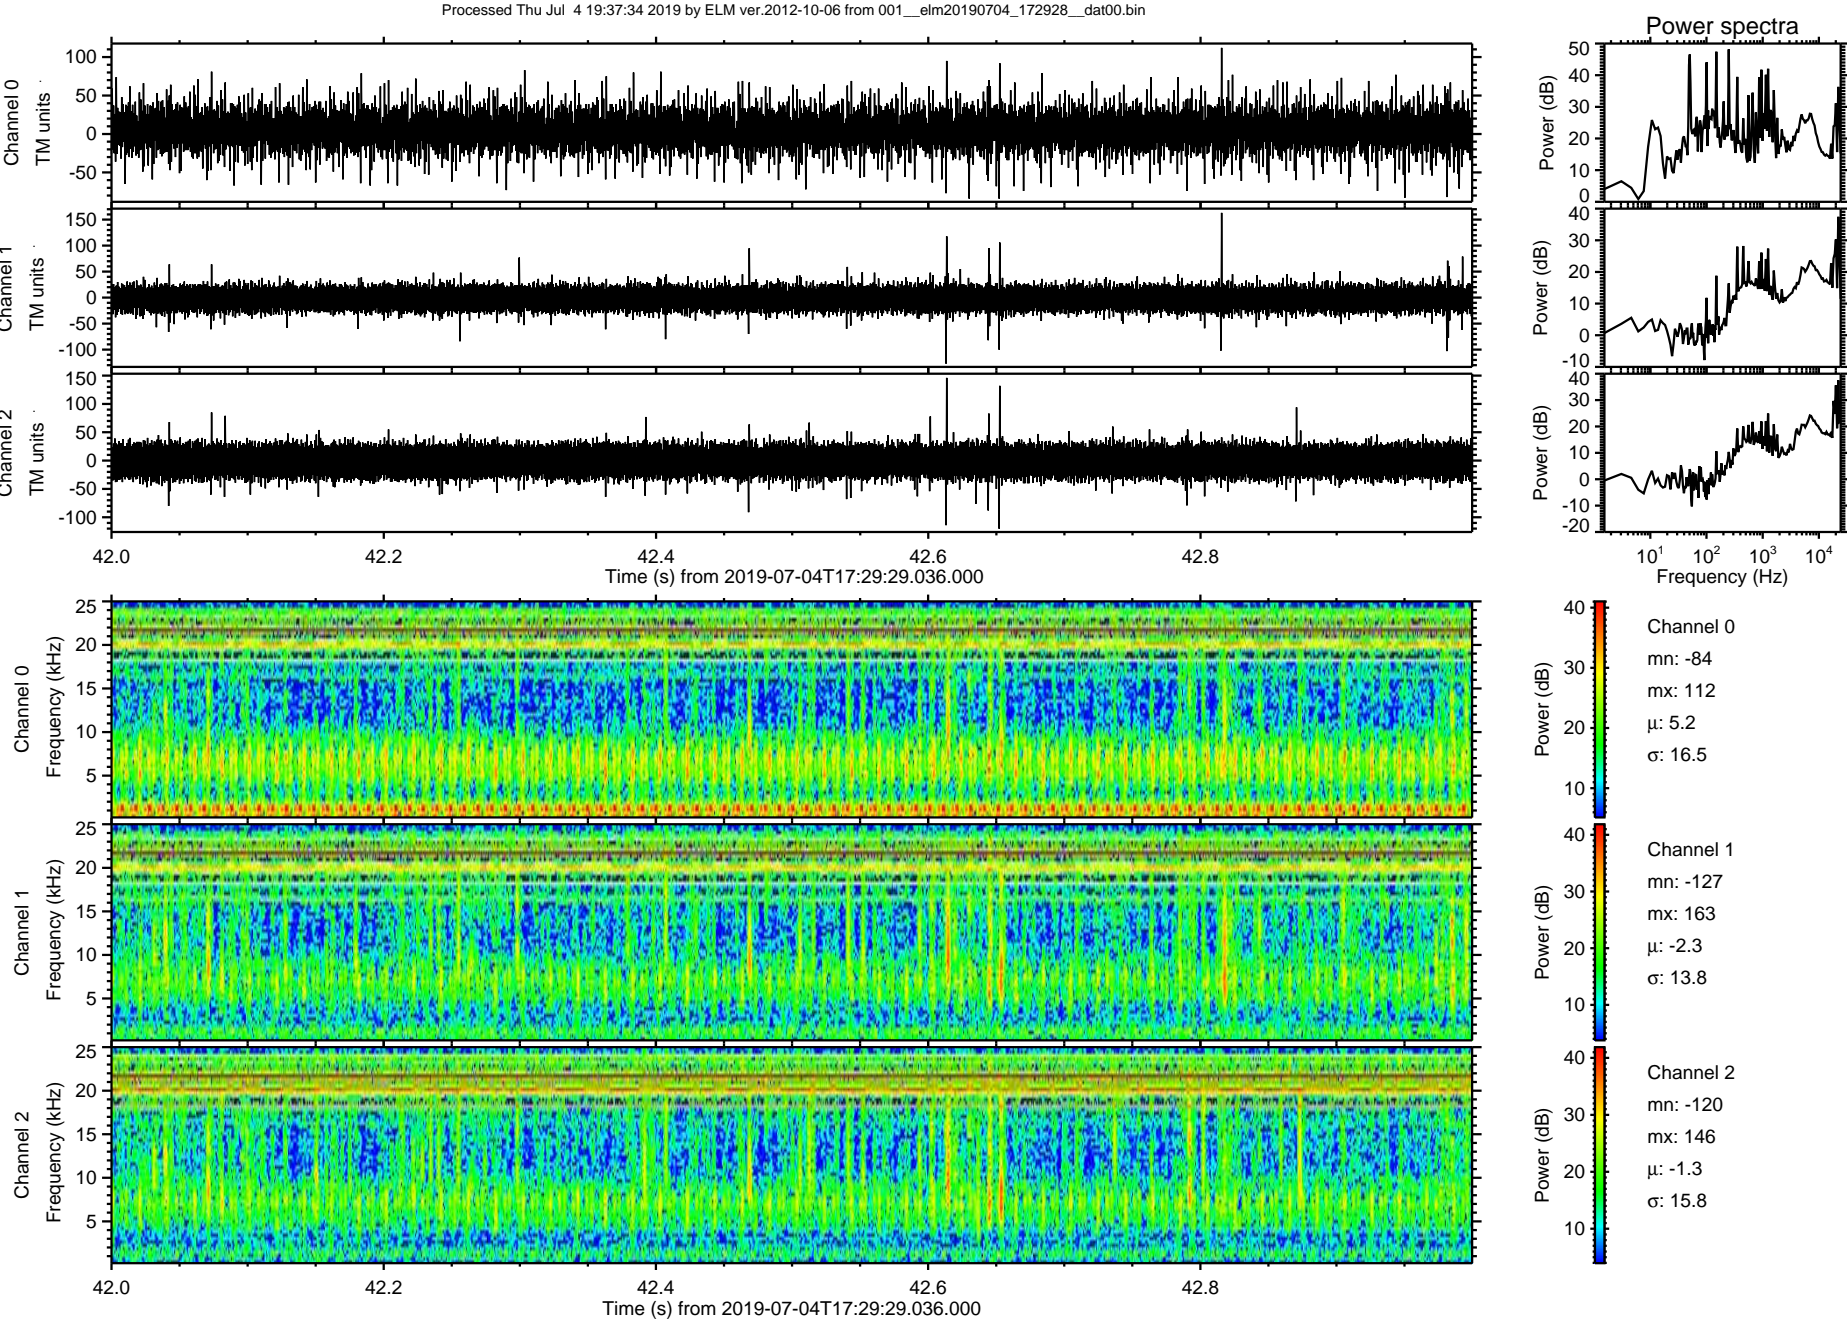 Processed Thu Jul  4 19:37:34 2019 by ELM ver.2012-10-06 from 001__elm20190704_172928__dat00.bin
Power spectra
Channel 0
TM units
100
50
0
-50
Power (dB)
50
40
30
20
10
0
Channel 1
TM units
150
100
50
0
-50
-100
Power (dB)
40
30
20
10
0
-10
Channel 2
TM units
150
100
50
0
-50
-100
Power (dB)
40
30
20
10
0
-10
-20
42.0 42.2 42.4 42.6 42.8
Time (s) from 2019-07-04T17:29:29.036.000
10¹ 10² 10³ 10⁴
Frequency (Hz)
Channel 0
Frequency (kHz)
25
20
15
10
5
Power (dB)
40
30
20
10
Channel 0
mn: -84
mx: 112
μ: 5.2
σ: 16.5
Channel 1
Frequency (kHz)
25
20
15
10
5
Power (dB)
40
30
20
10
Channel 1
mn: -127
mx: 163
μ: -2.3
σ: 13.8
Channel 2
Frequency (kHz)
25
20
15
10
5
Power (dB)
40
30
20
10
Channel 2
mn: -120
mx: 146
μ: -1.3
σ: 15.8
42.0 42.2 42.4 42.6 42.8
Time (s) from 2019-07-04T17:29:29.036.000